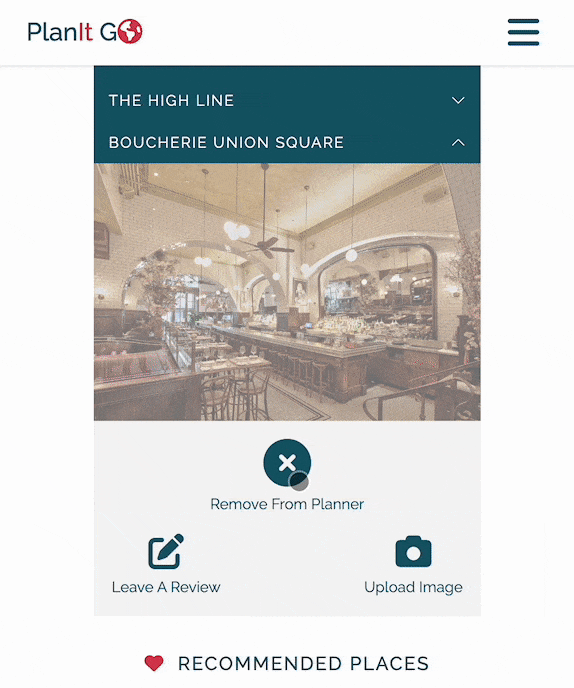 PlanIt GO
THE HIGH LINE
BOUCHERIE UNION SQUARE
Remove From Planner
Leave A Review
Upload Image
RECOMMENDED PLACES